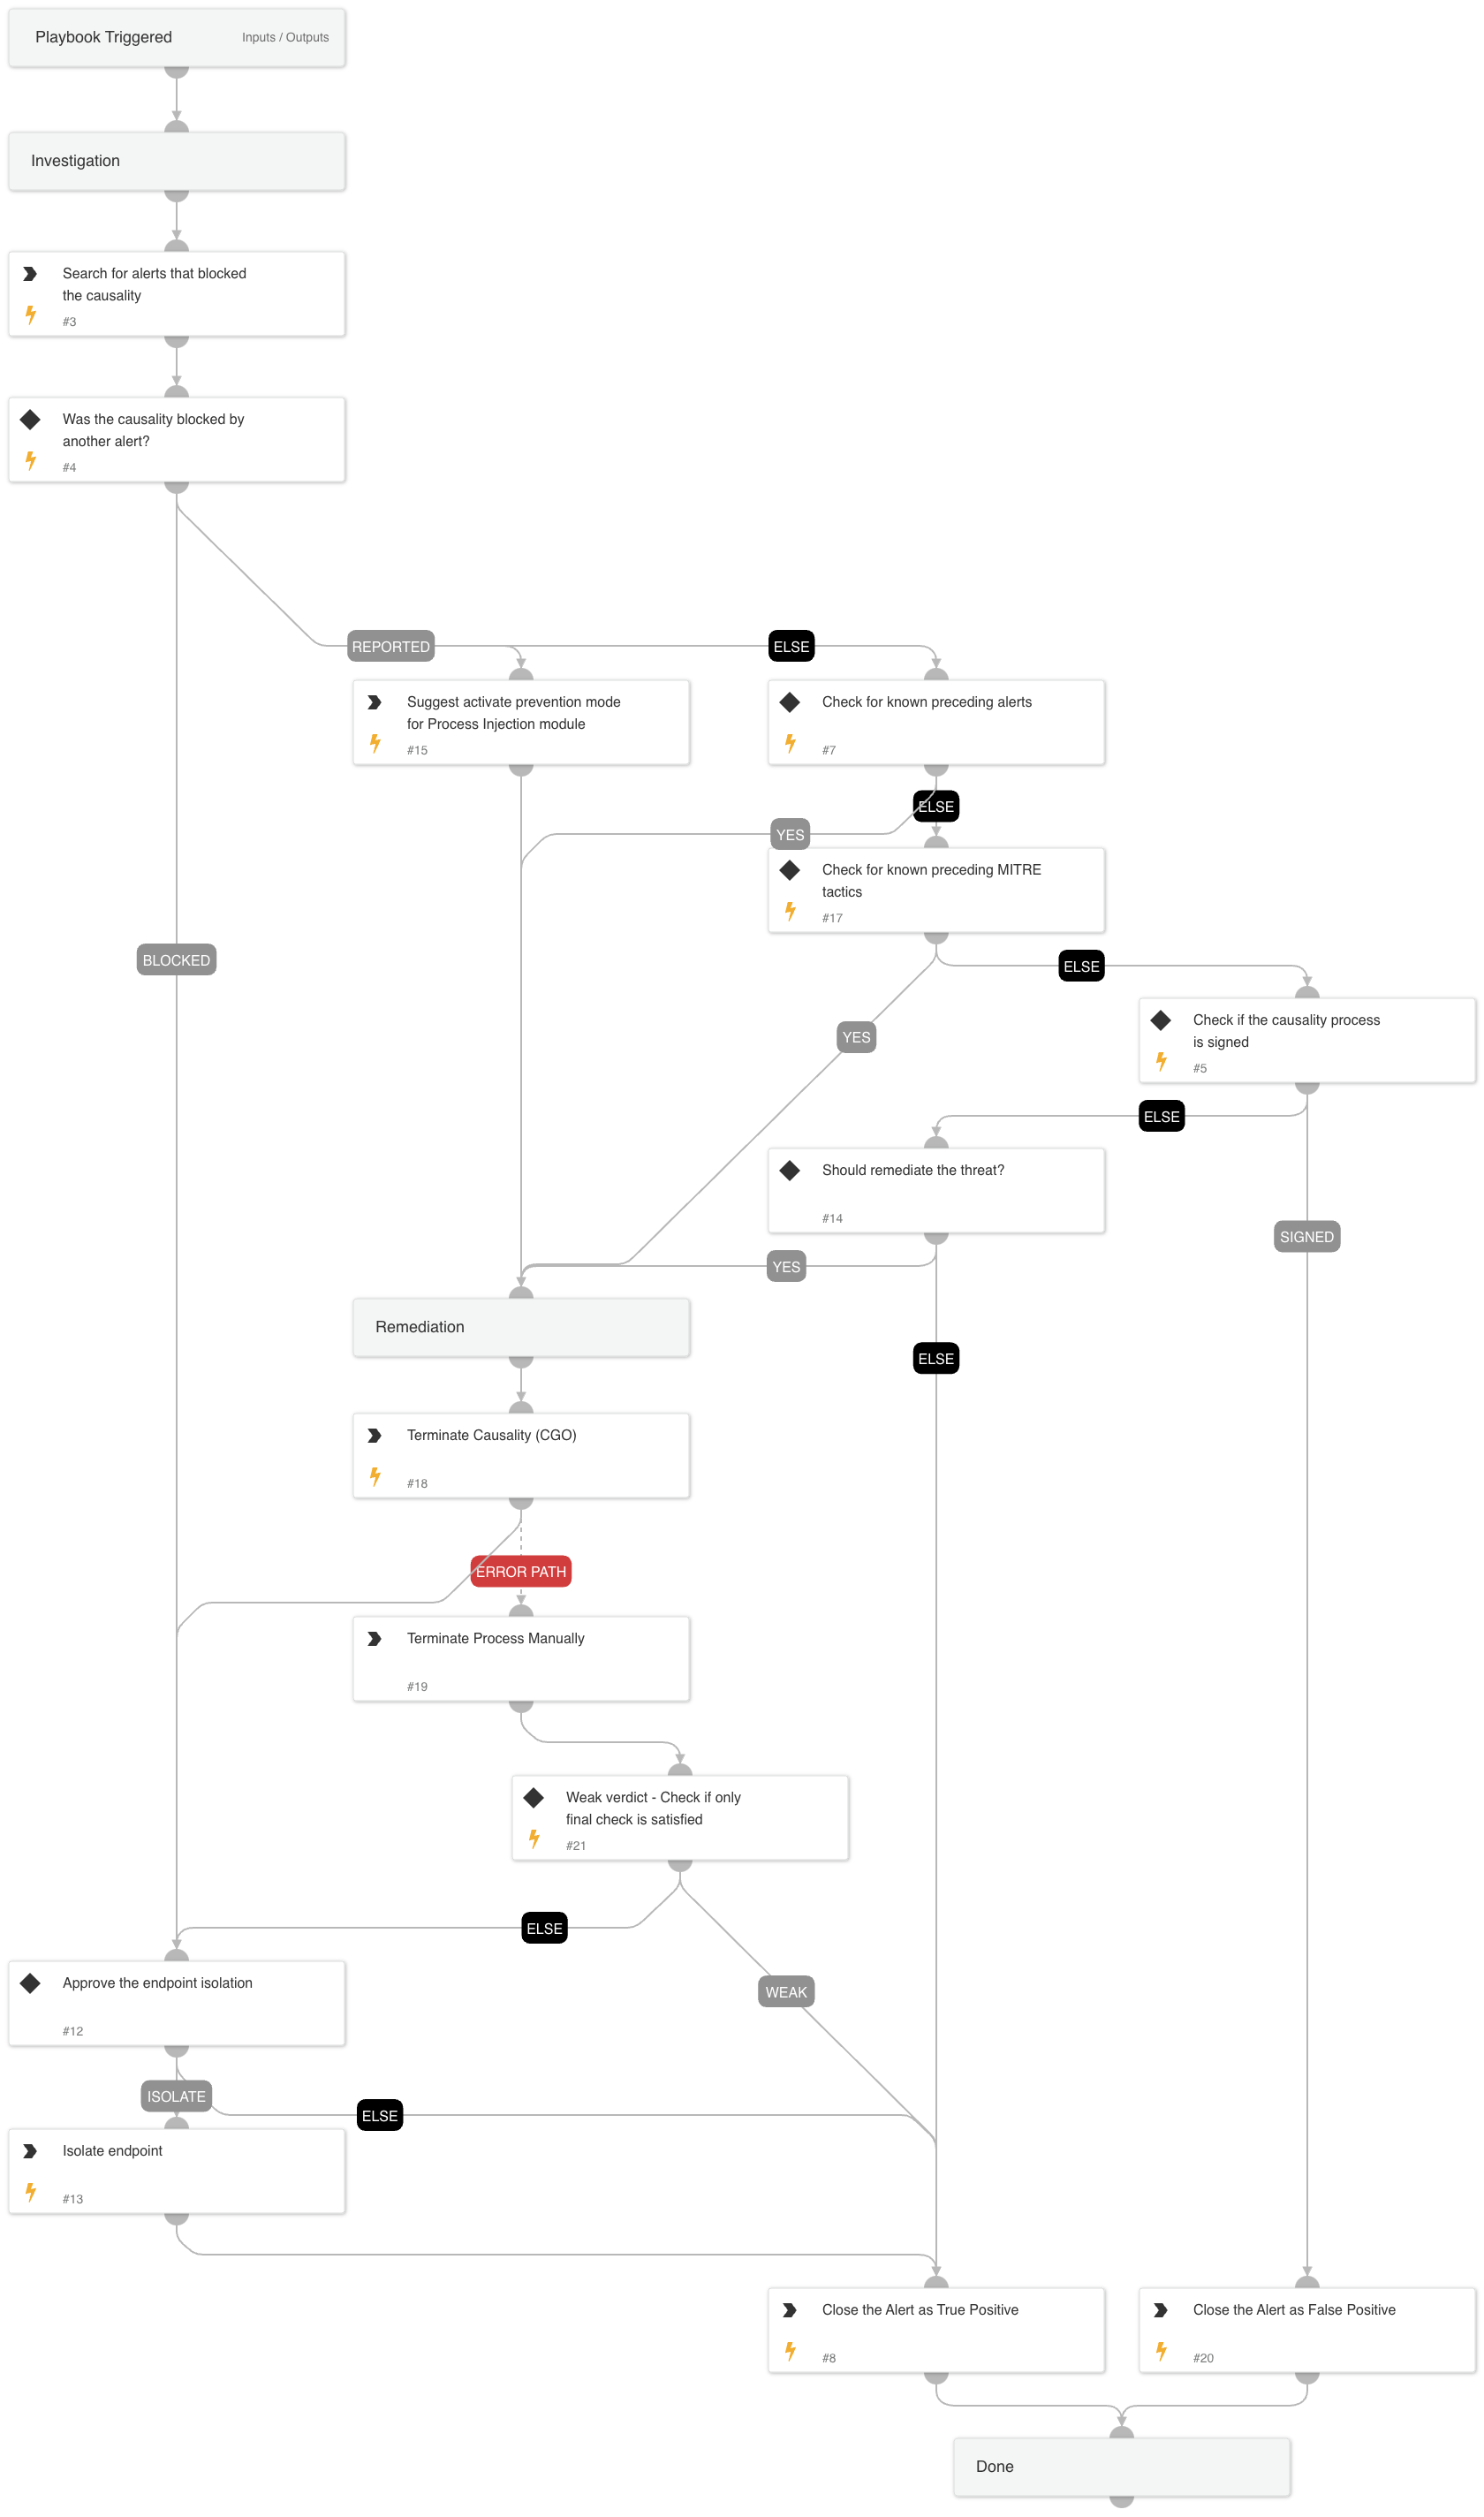 Playbook Triggered
Inputs / Outputs
Investigation
Search for alerts that blocked
the causality
#3
Was the causality blocked by
another alert?
#4
REPORTED
ELSE
Suggest activate prevention mode
for Process Injection module
#15
Check for known preceding alerts
#7
ELSE
YES
Check for known preceding MITRE
tactics
#17
BLOCKED
ELSE
YES
Check if the causality process
is signed
#5
ELSE
Should remediate the threat?
#14
SIGNED
YES
Remediation
ELSE
Terminate Causality (CGO)
#18
ERROR PATH
Terminate Process Manually
#19
Weak verdict - Check if only
final check is satisfied
#21
ELSE
Approve the endpoint isolation
#12
WEAK
ISOLATE
ELSE
Isolate endpoint
#13
Close the Alert as True Positive
#8
Close the Alert as False Positive
#20
Done